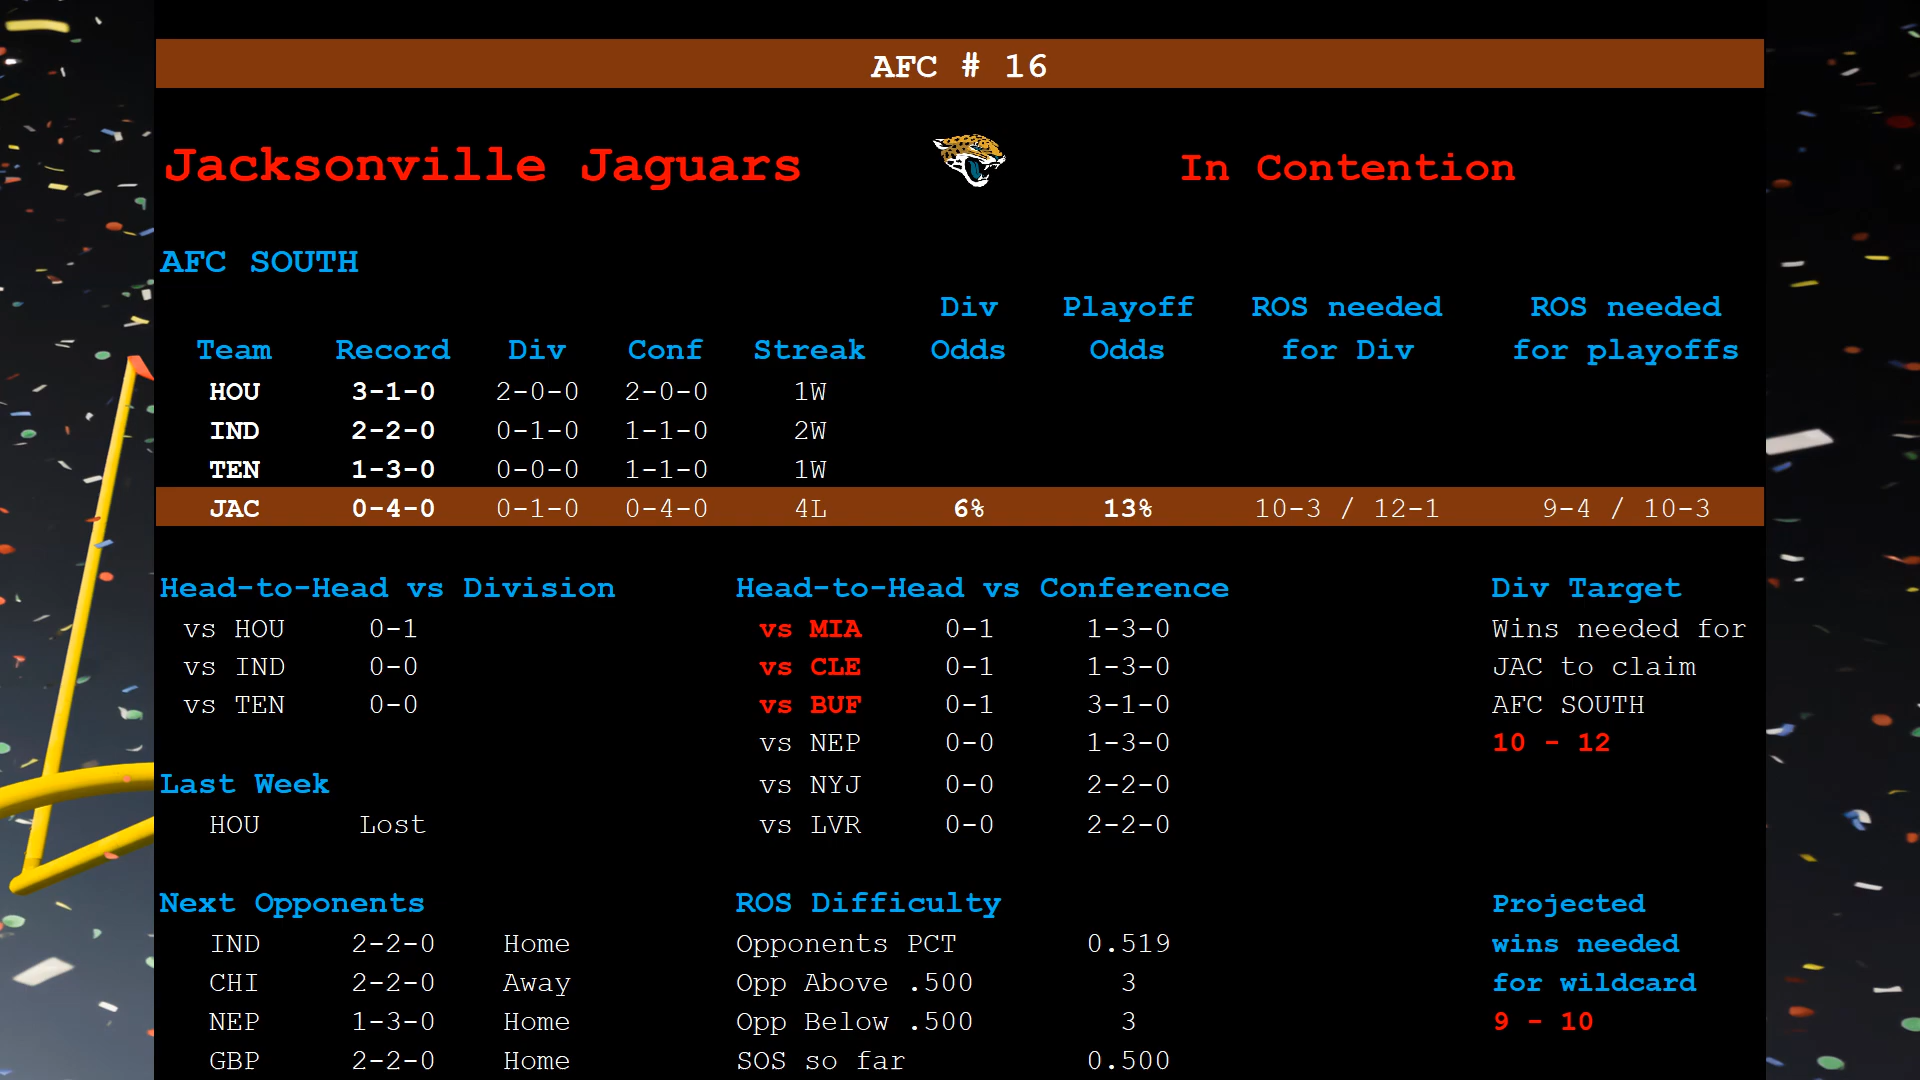 AFC # 16
Jacksonville Jaguars In Contention
AFC SOUTH
Div Playoff ROS needed ROS needed
Team Record Div Conf Streak Odds Odds for Div for playoffs
HOU 3-1-0 2-0-0 2-0-0 1W
IND 2-2-0 0-1-0 1-1-0 2W
TEN 1-3-0 0-0-0 1-1-0 1W
JAC 0-4-0 0-1-0 0-4-0 4L 6% 13% 10-3 / 12-1 9-4 / 10-3
Head-to-Head vs Division
vs HOU 0-1
vs IND 0-0
vs TEN 0-0
Head-to-Head vs Conference
vs MIA 0-1 1-3-0
vs CLE 0-1 1-3-0
vs BUF 0-1 3-1-0
vs NEP 0-0 1-3-0
vs NYJ 0-0 2-2-0
vs LVR 0-0 2-2-0
Div Target
Wins needed for
JAC to claim
AFC SOUTH
10 - 12
Last Week
HOU Lost
Next Opponents
IND 2-2-0 Home
CHI 2-2-0 Away
NEP 1-3-0 Home
GBP 2-2-0 Home
ROS Difficulty
Opponents PCT 0.519
Opp Above .500 3
Opp Below .500 3
SOS so far 0.500
Projected
wins needed
for wildcard
9 - 10